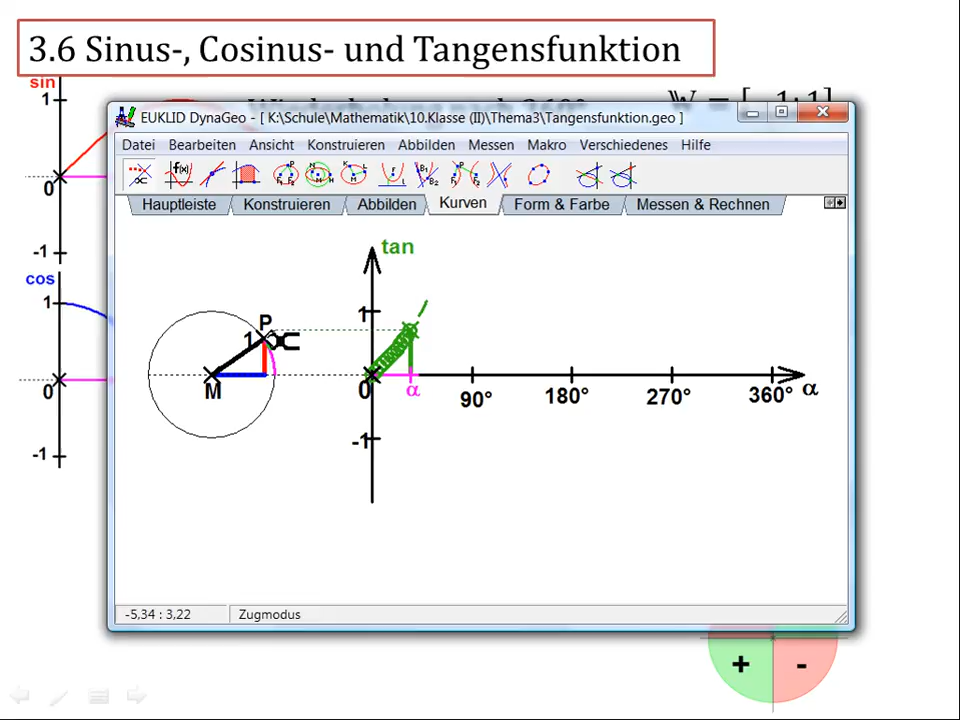 3.6 Sinus-, Cosinus- und Tangensfunktion
sin
1
0
-1
cos
1
0
-1
EUKLID DynaGeo - [ K:\Schule\Mathematik\10.Klasse (II)\Thema3\Tangensfunktion.geo ]
Datei Bearbeiten Ansicht Konstruieren Abbilden Messen Makro Verschiedenes Hilfe
Hauptleiste Konstruieren Abbilden Kurven Form & Farbe Messen & Rechnen
tan
1
P
1
M
0
α
90°
180°
270°
360°
α
-1
-5,34 : 3,22 Zugmodus
+ -